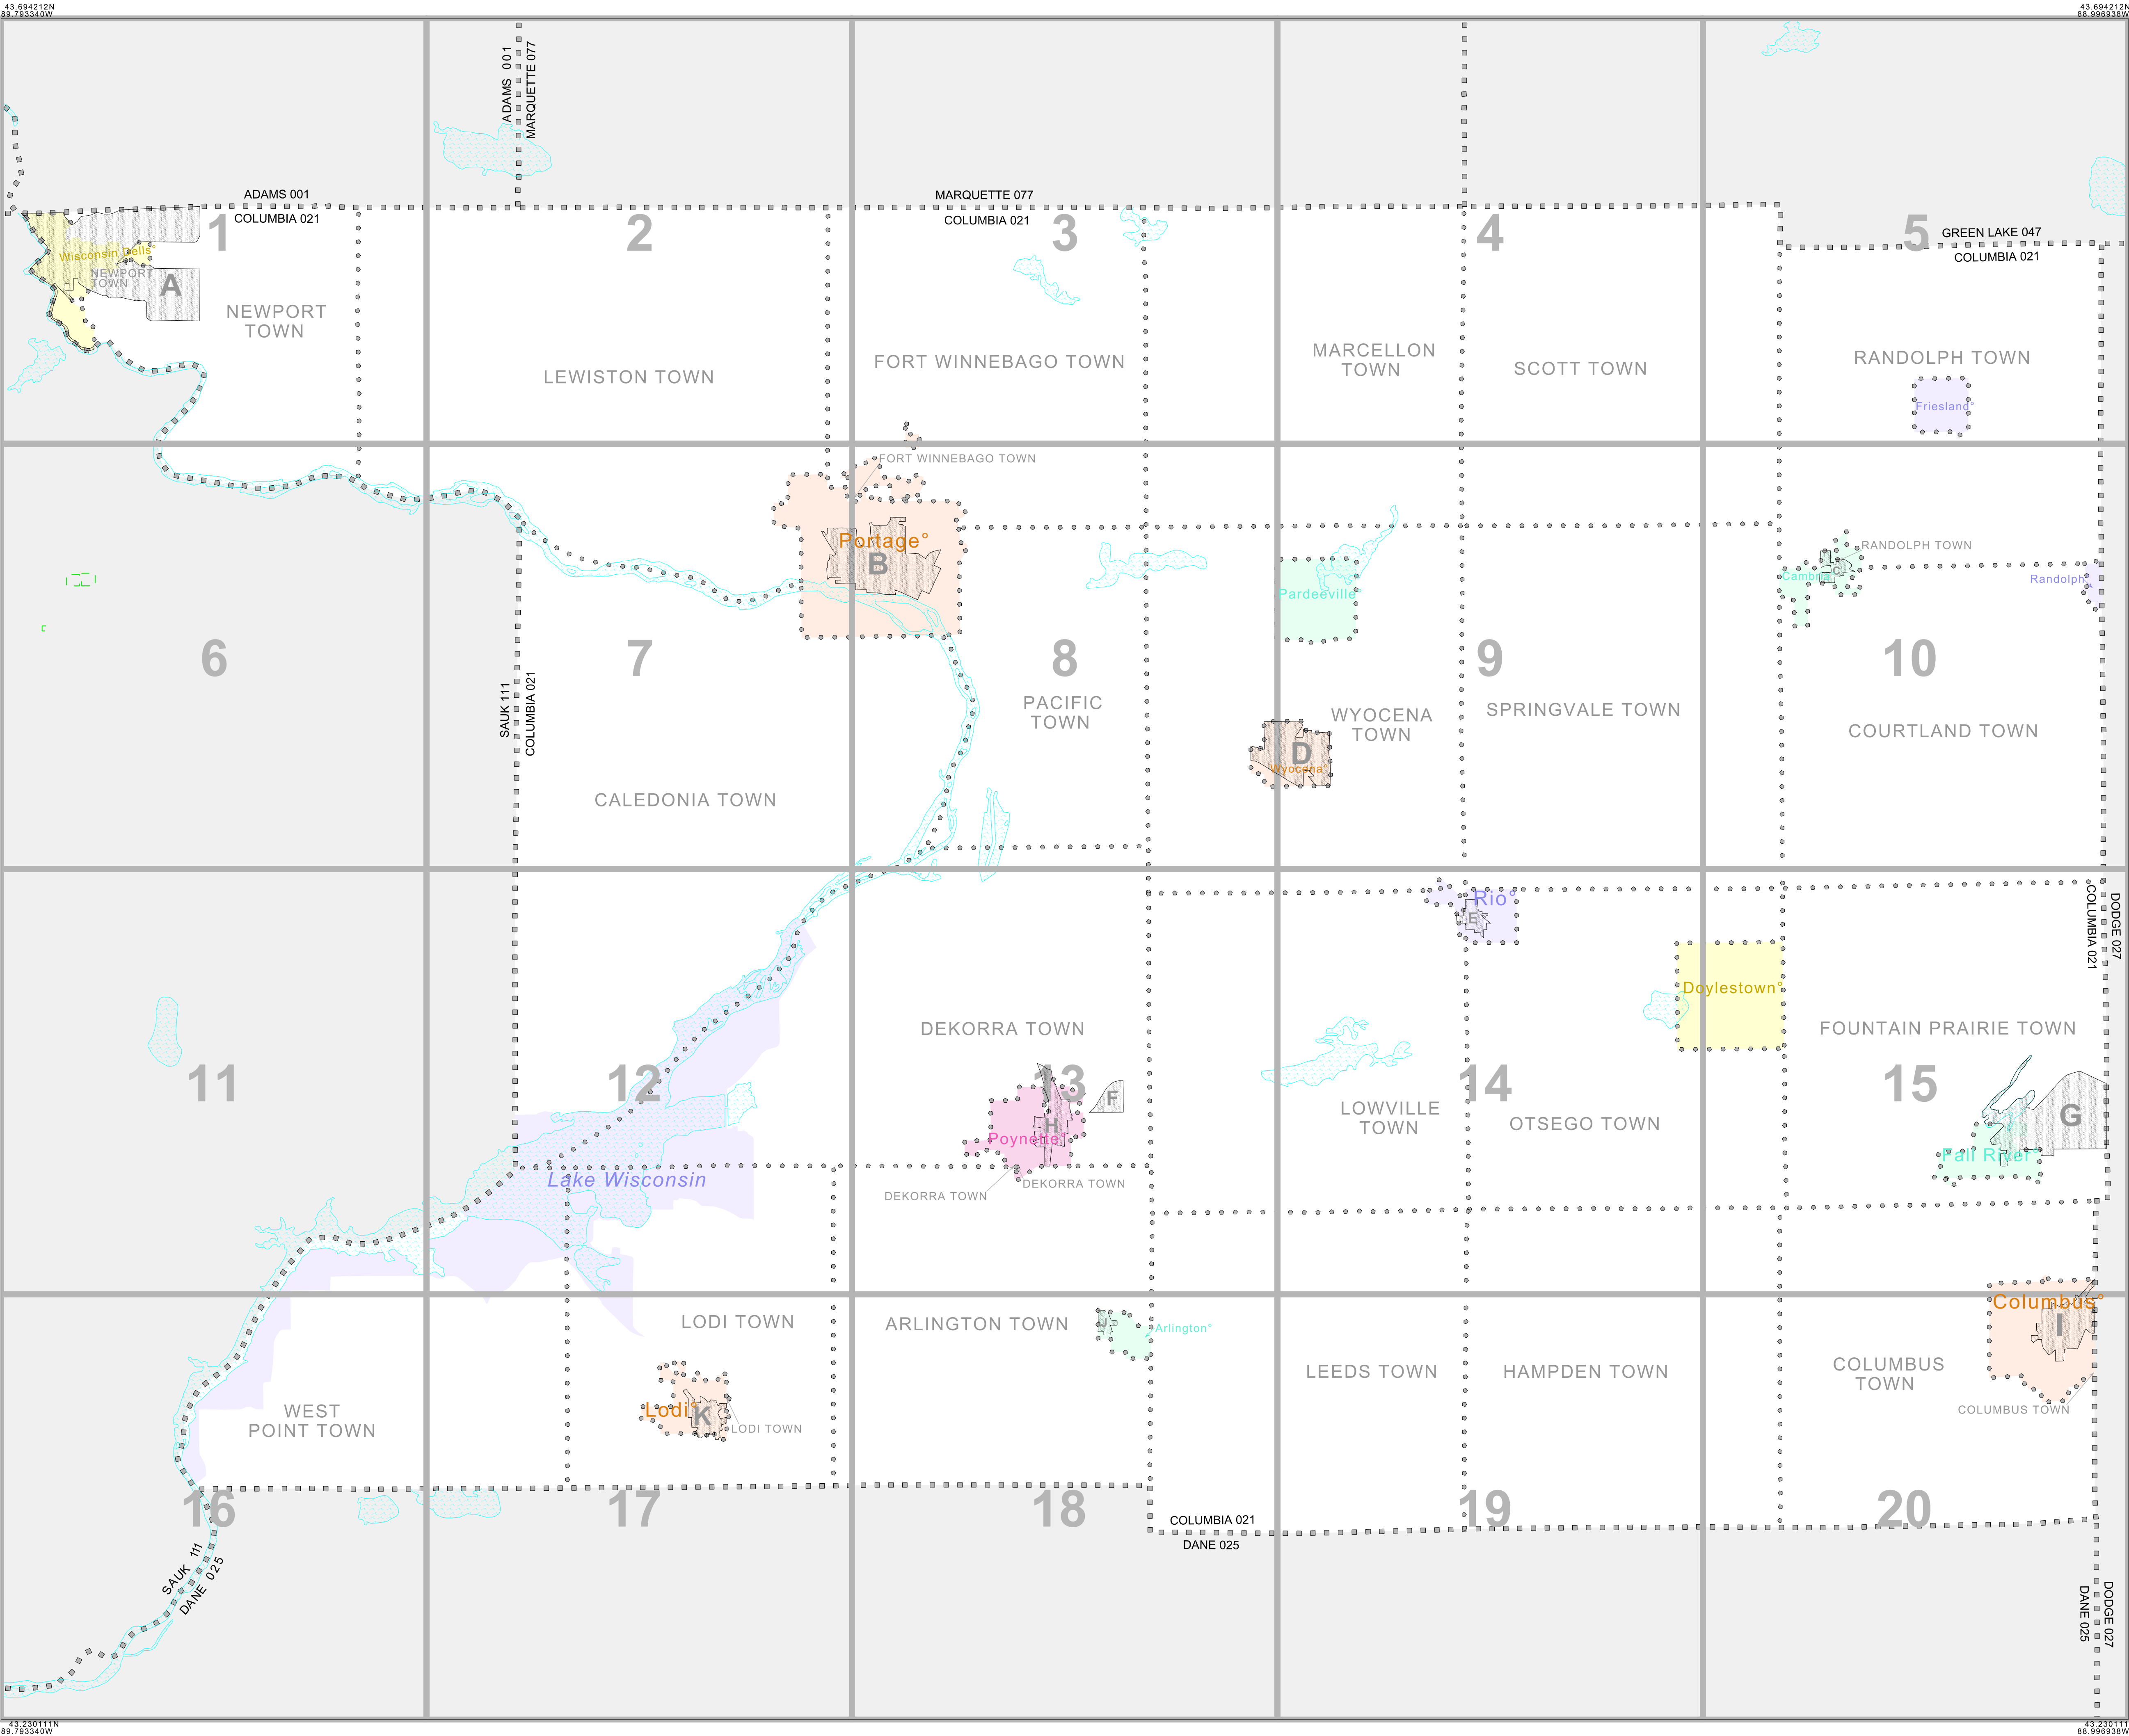 43.694212N
89.793340W
43.694212N
88.996938W
ADAMS 001
MARQUETTE 077
ADAMS 001
COLUMBIA 021
MARQUETTE 077
COLUMBIA 021
GREEN LAKE 047
COLUMBIA 021
1
2
3
4
5
Wisconsin Dells°
NEWPORT
TOWN
A
NEWPORT
TOWN
LEWISTON TOWN
FORT WINNEBAGO TOWN
MARCELLON
TOWN
SCOTT TOWN
RANDOLPH TOWN
Friesland°
FORT WINNEBAGO TOWN
Portage°
B
RANDOLPH TOWN
Cambria°
C
Randolph
Pardeeville°
6
7
8
9
10
SAUK 111
COLUMBIA 021
PACIFIC
TOWN
WYOCENA
TOWN
SPRINGVALE TOWN
COURTLAND TOWN
D
Wyocena°
CALEDONIA TOWN
Rio°
E
COLUMBIA 021
DODGE 027
Doylestown°
DEKORRA TOWN
FOUNTAIN PRAIRIE TOWN
11
12
13
14
15
F
H
G
LOWVILLE
TOWN
OTSEGO TOWN
Poynette°
Fall River°
Lake Wisconsin
DEKORRA TOWN
DEKORRA TOWN
Columbus°
LODI TOWN
ARLINGTON TOWN
J
Arlington°
I
LEEDS TOWN
HAMPDEN TOWN
COLUMBUS
TOWN
WEST
POINT TOWN
Lodi°
K
LODI TOWN
COLUMBUS TOWN
16
17
18
19
20
COLUMBIA 021
DANE 025
SAUK 111
DANE 025
DANE 025
DODGE 027
43.230111N
89.793340W
43.230111
88.996938W